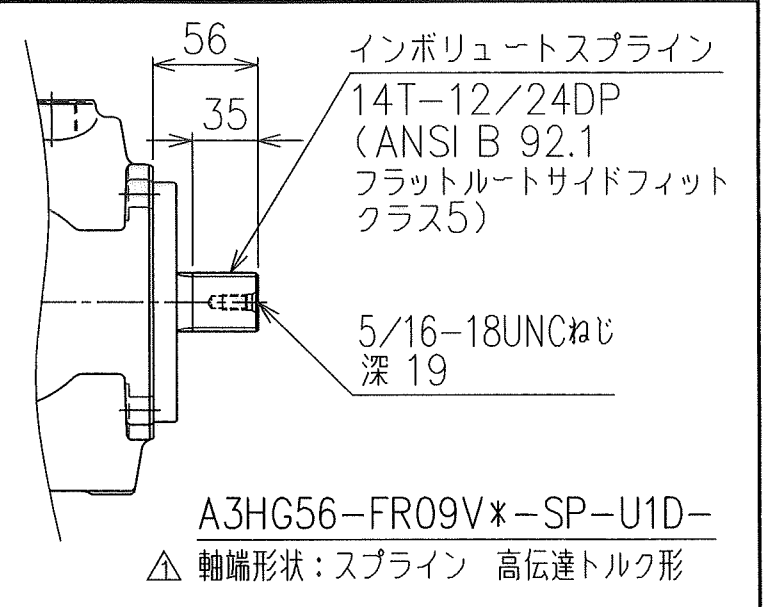 56
35
インボリュートスプライン
14T-12/24DP
(ANSI B 92.1
フラットルートサイドフィット
クラス5)
5/16-18UNCねじ
深 19
A3HG56-FR09V*-SP-U1D-
1 軸端形状:スプライン 高伝達トルク形